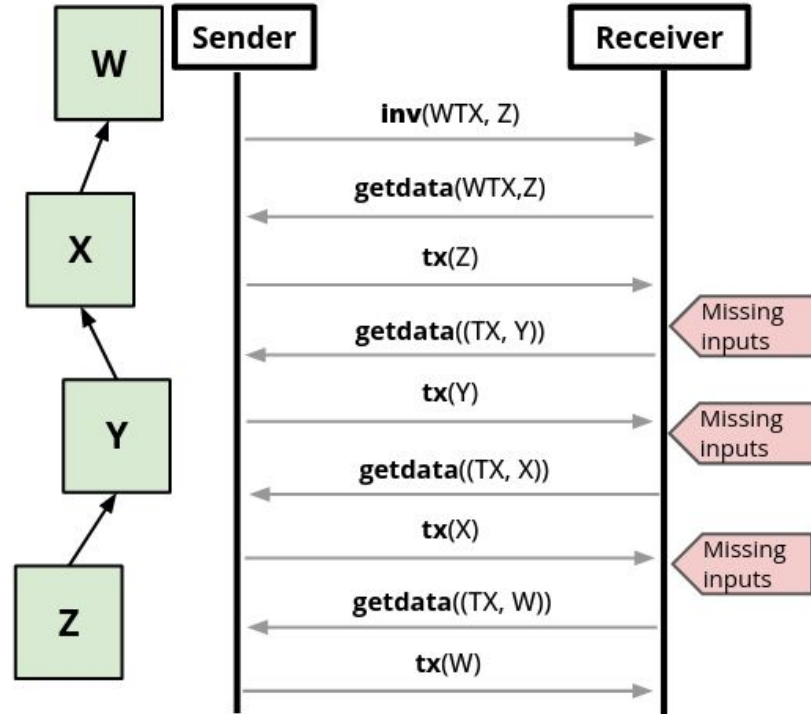 W
Sender
Receiver
inv(WTX, Z)
getdata(WTX,Z)
X
tx(Z)
Missing
inputs
getdata((TX, Y))
tx(Y)
Missing
inputs
Y
getdata((TX, X))
tx(X)
Missing
inputs
getdata((TX, W))
Z
tx(W)